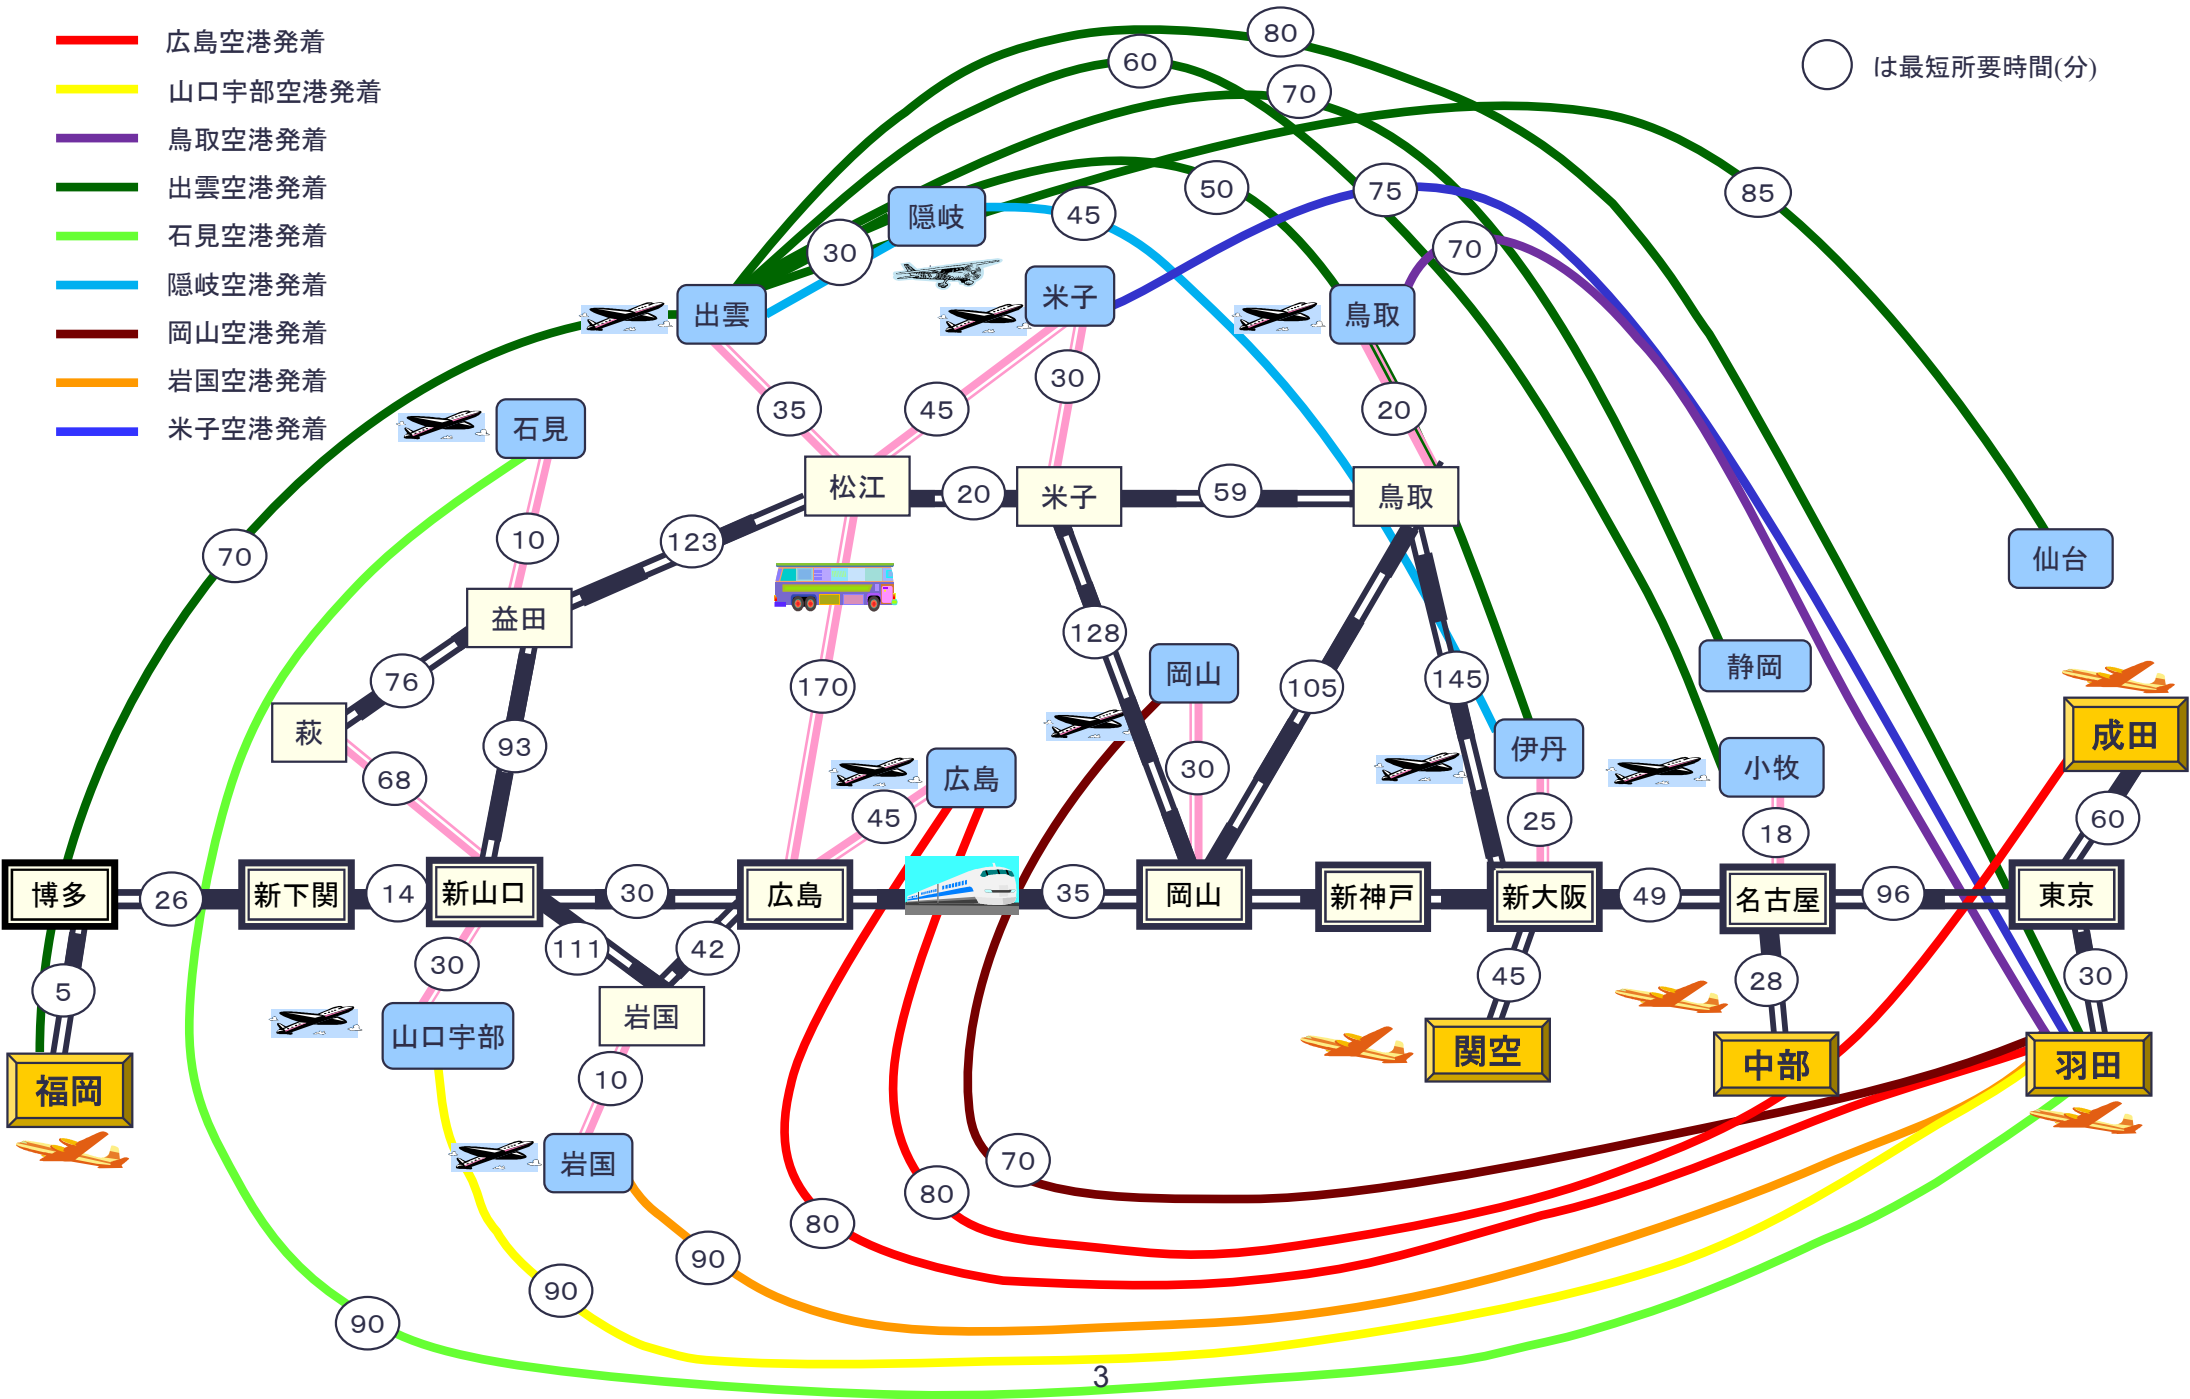 広島空港発着
山口宇部空港発着
鳥取空港発着
出雲空港発着
石見空港発着
隠岐空港発着
岡山空港発着
岩国空港発着
米子空港発着
は最短所要時間(分)
80
60
70
75
85
50
45
30
70
隠岐
米子
出雲
鳥取
石見
35
45
30
20
松江
米子
鳥取
20
59
10
123
70
仙台
益田
128
岡山
105
145
静岡
76
170
萩
93
68
30
伊丹
小牧
成田
広島
45
25
18
60
博多
26
新下関
14
新山口
30
広島
35
岡山
新神戸
新大阪
49
名古屋
96
東京
5
30
111
42
45
28
30
山口宇部
岩国
関空
中部
羽田
福岡
10
岩国
70
80
80
90
90
90
3